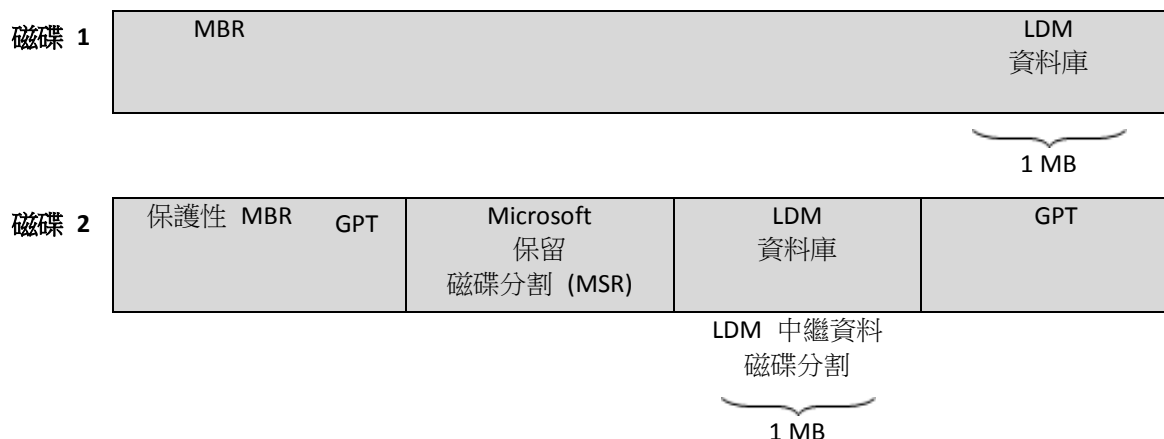 磁碟 1
MBR
LDM
資料庫
1 MB
磁碟 2
保護性 MBR
GPT
Microsoft
保留
磁碟分割 (MSR)
LDM
資料庫
GPT
LDM 中繼資料
磁碟分割
1 MB